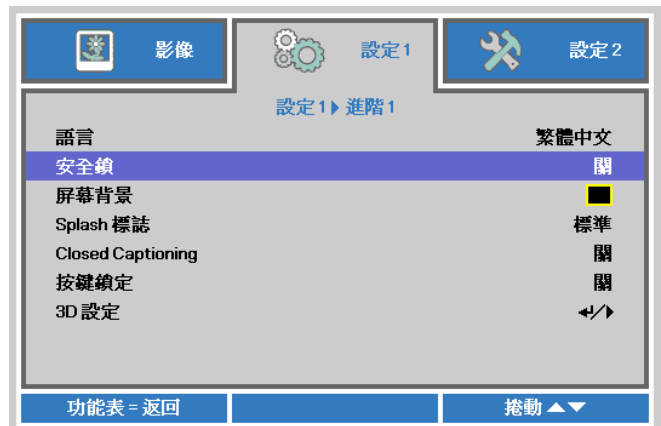 影像 設定1 設定2
設定1 ▶ 進階1
語言 繁體中文
安全鎖 關
屏幕背景
Splash 標誌 標準
Closed Captioning 關
按鍵鎖定 關
3D 設定 ↵/▶
功能表 = 返回 捲動 ▲▼